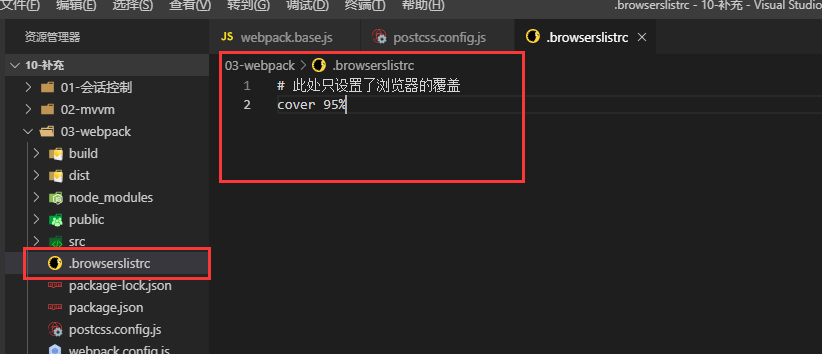 文件(F) 编辑(E) 选择(S) 查看(V) 转到(G) 调试(D) 终端(T) 帮助(H) .browserslistrc - 10-补充 - Visual Studio
资源管理器
JS webpack.base.js
postcss.config.js
.browserslistrc
10-补充
03-webpack > .browserslistrc
01-会话控制
1 # 此处只设置了浏览器的覆盖
02-mvvm
2 cover 95%
03-webpack
build
dist
node_modules
public
src
.browserslistrc
package-lock.json
package.json
postcss.config.js
webpack.config.js